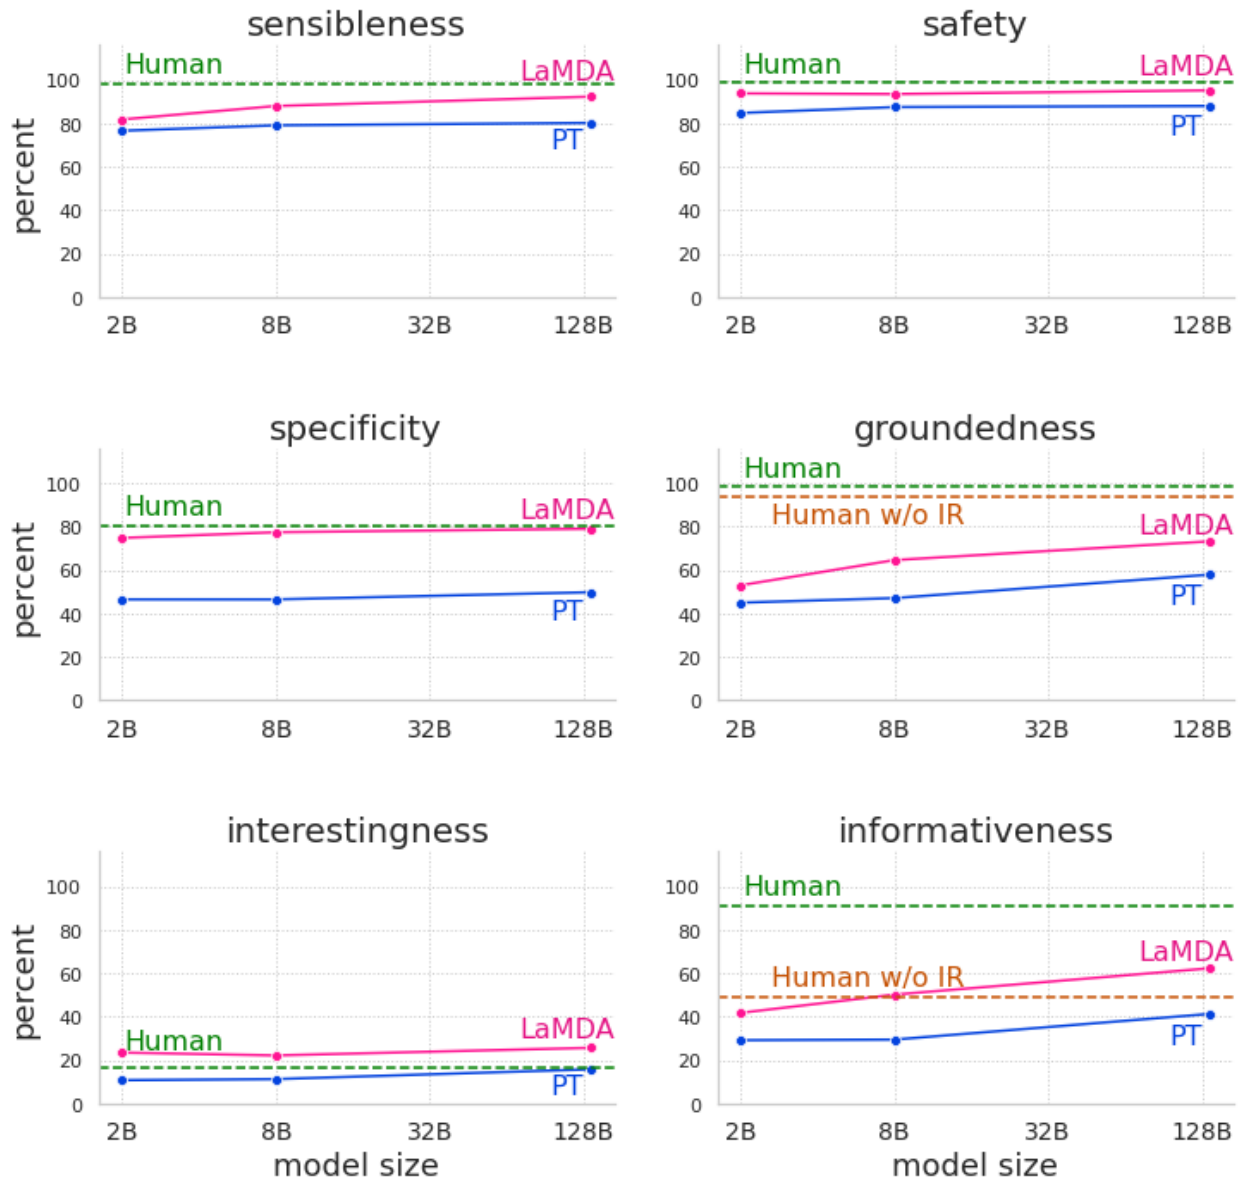 sensibleness
percent
100
80
60
40
20
0
Human
LaMDA
PT
2B 8B 32B 128B
safety
100
80
60
40
20
0
Human
LaMDA
PT
2B 8B 32B 128B
specificity
percent
100
80
60
40
20
0
Human
LaMDA
PT
2B 8B 32B 128B
groundedness
100
80
60
40
20
0
Human
Human w/o IR
LaMDA
PT
2B 8B 32B 128B
interestingness
percent
100
80
60
40
20
0
Human
LaMDA
PT
2B 8B 32B 128B
model size
informativeness
100
80
60
40
20
0
Human
LaMDA
Human w/o IR
PT
2B 8B 32B 128B
model size